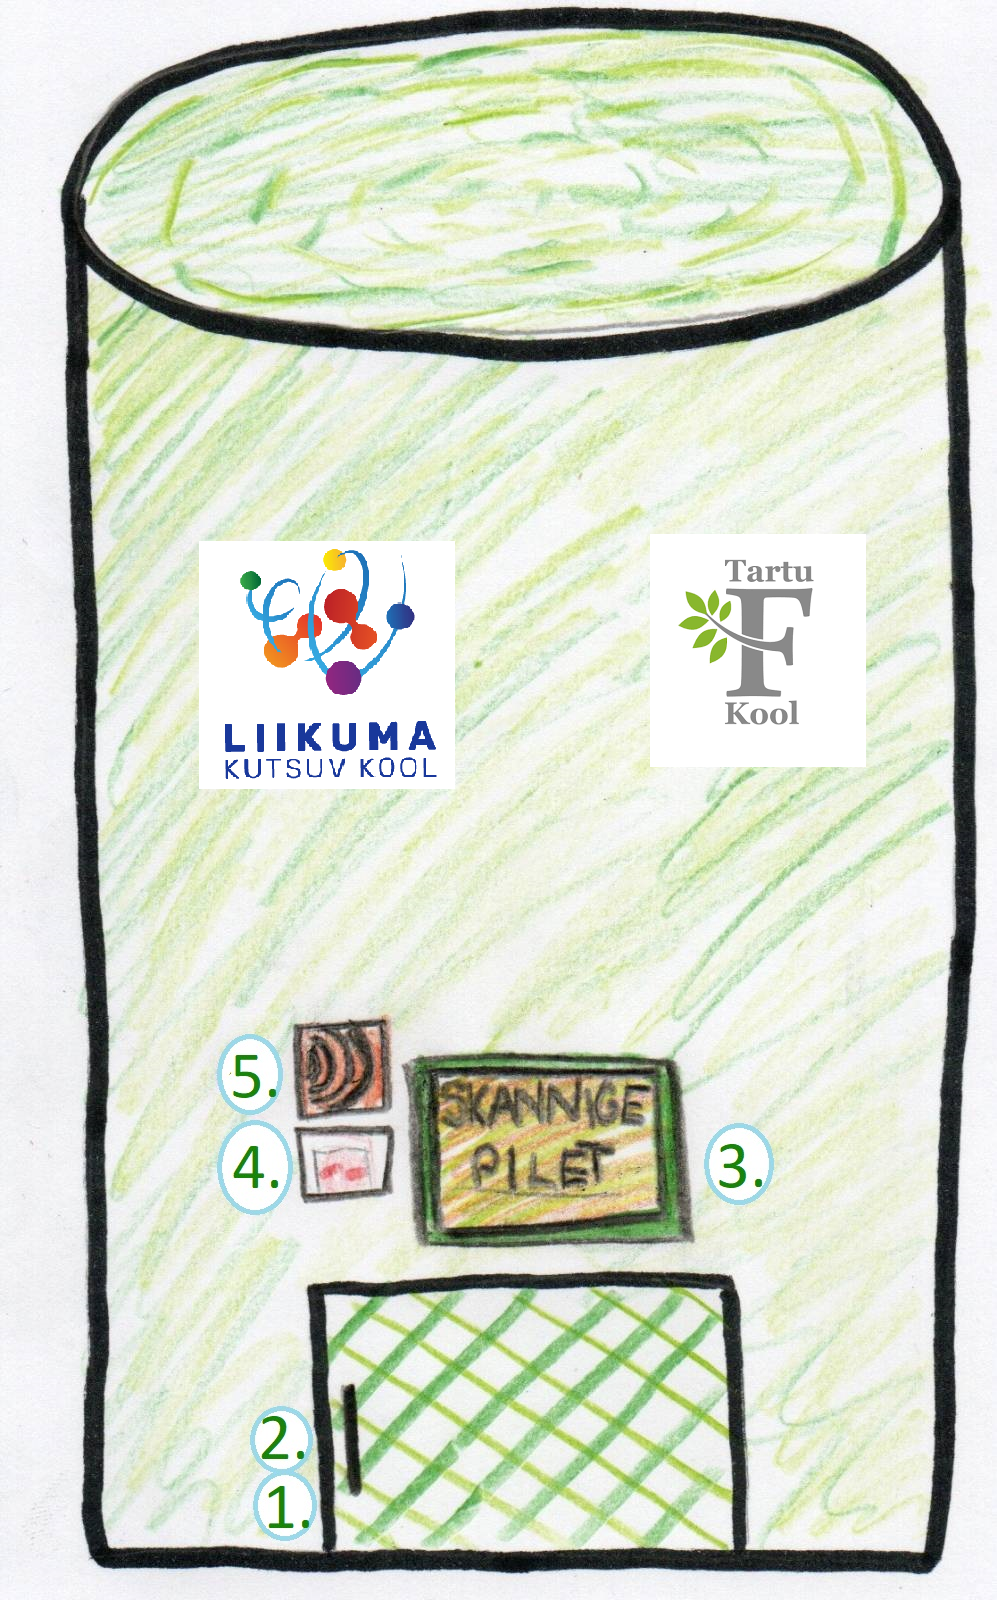 LIIKUMA
KUTSUV KOOL
Tartu
F
Kool
5.
4.
SKANNIGE
PILET
3.
2.
1.